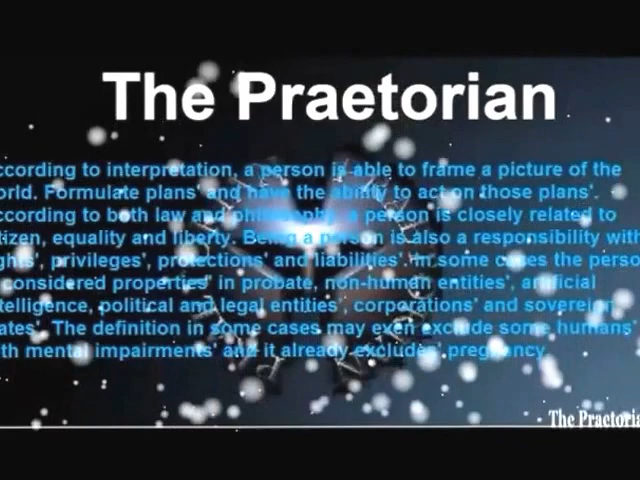 The Praetorian
ccording to interpretation, a person is able to frame a picture of the
orld. Formulate plans' and have the ability to act on those plans'.
ccording to both law and philosophy, a person is closely related to
tizen, equality and liberty. Being a person is also a responsibility with
ghts', privileges', protections' and liabilities'. In some cases the perso
considered properties' in probate, non-human entities', artificial
telligence, political and legal entities', corporations' and sovereign
ates'. The definition in some cases may even exclude some humans
th mental impairments' and it already excludes' pregnancy.
The Praetoria